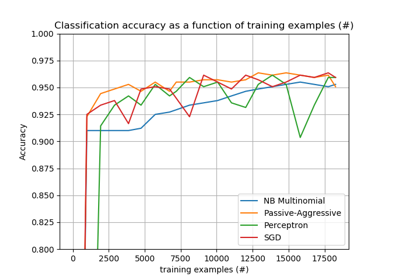 Classification accuracy as a function of training examples (#)
1.000
0.975
0.950
0.925
0.900
0.875
0.850
0.825
0.800
Accuracy
NB Multinomial
Passive-Aggressive
Perceptron
SGD
0 2500 5000 7500 10000 12500 15000 17500
training examples (#)